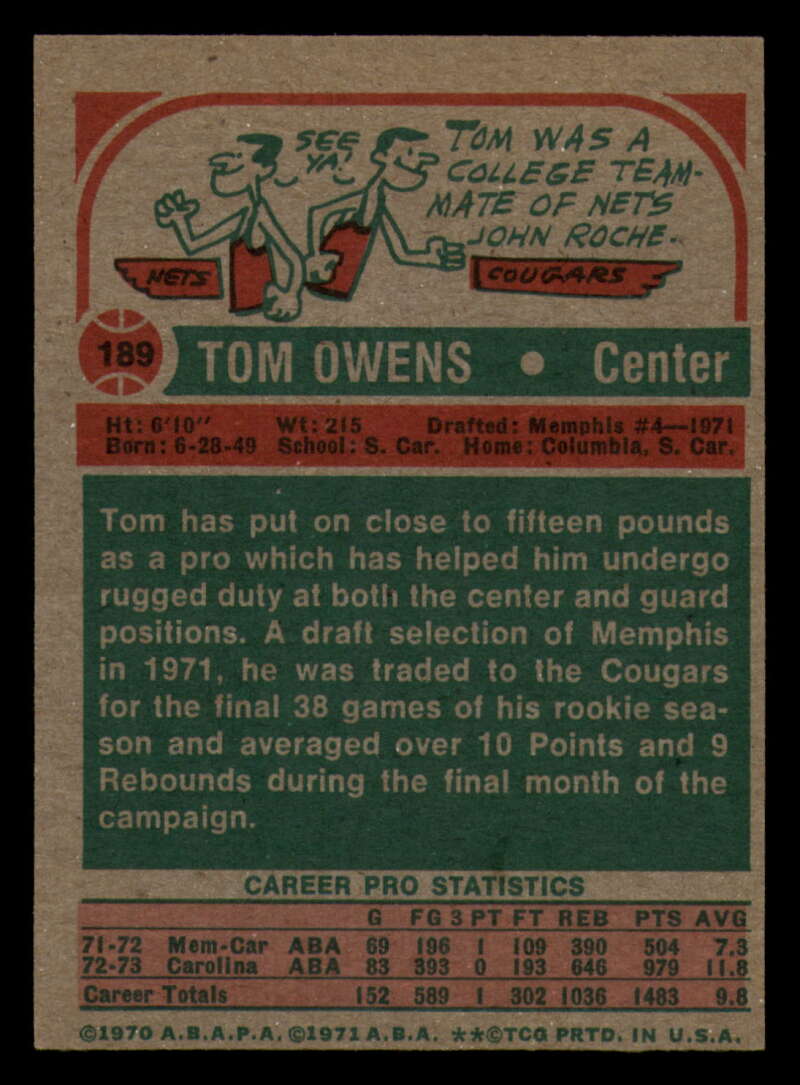 SEE
YA!
TOM WAS A
COLLEGE TEAM-
MATE OF NETS
JOHN ROCHE.
NETS
COUGARS
189 TOM OWENS • Center
Ht: 6'10" Wt: 215 Drafted: Memphis #4—1971
Born: 6-28-49 School: S. Car. Home: Columbia, S. Car.
Tom has put on close to fifteen pounds
as a pro which has helped him undergo
rugged duty at both the center and guard
positions. A draft selection of Memphis
in 1971, he was traded to the Cougars
for the final 38 games of his rookie sea-
son and averaged over 10 Points and 9
Rebounds during the final month of the
campaign.
CAREER PRO STATISTICS
G FG 3 PT FT REB PTS AVG
71-72 Mem-Car ABA 69 196 1 109 390 504 7.3
72-73 Carolina ABA 83 393 0 193 646 979 11.8
Career Totals 152 589 1 302 1036 1483 9.8
©1970 A.B.A.P.A. ©1971 A.B.A. **©TCG PRTD. IN U.S.A.